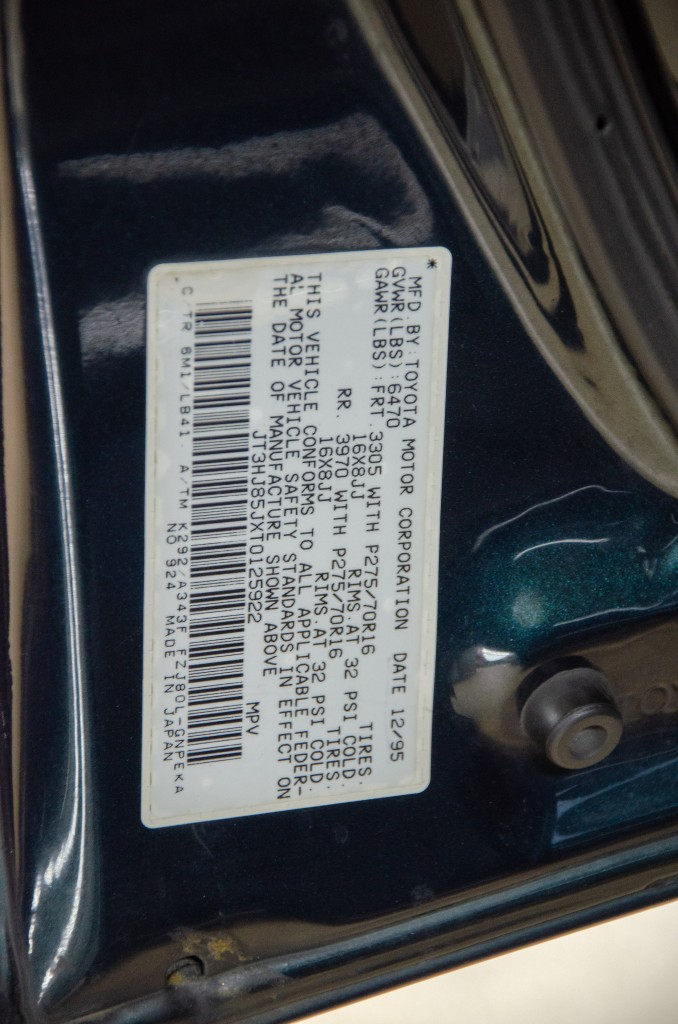 *
MFD.BY:TOYOTA MOTOR CORPORATION DATE 12/95
GVWR(LBS):6470
GAWR(LBS):FRT. 3305 WITH P275/70R16 TIRES.
16X8JJ RIMS.AT 32 PSI COLD.
RR. 3970 WITH P275/70R16 TIRES.
16X8JJ RIMS.AT 32 PSI COLD.
THIS VEHICLE CONFORMS TO ALL APPLICABLE FEDER-
AL MOTOR VEHICLE SAFETY STANDARDS IN EFFECT ON
THE DATE OF MANUFACTURE SHOWN ABOVE
JT3HJ85JXT0125922 MPV
C/TR 6M1/LB41 A/TM K292/A343F FZJ80L-GNPEKA
NO 924 MADE IN JAPAN